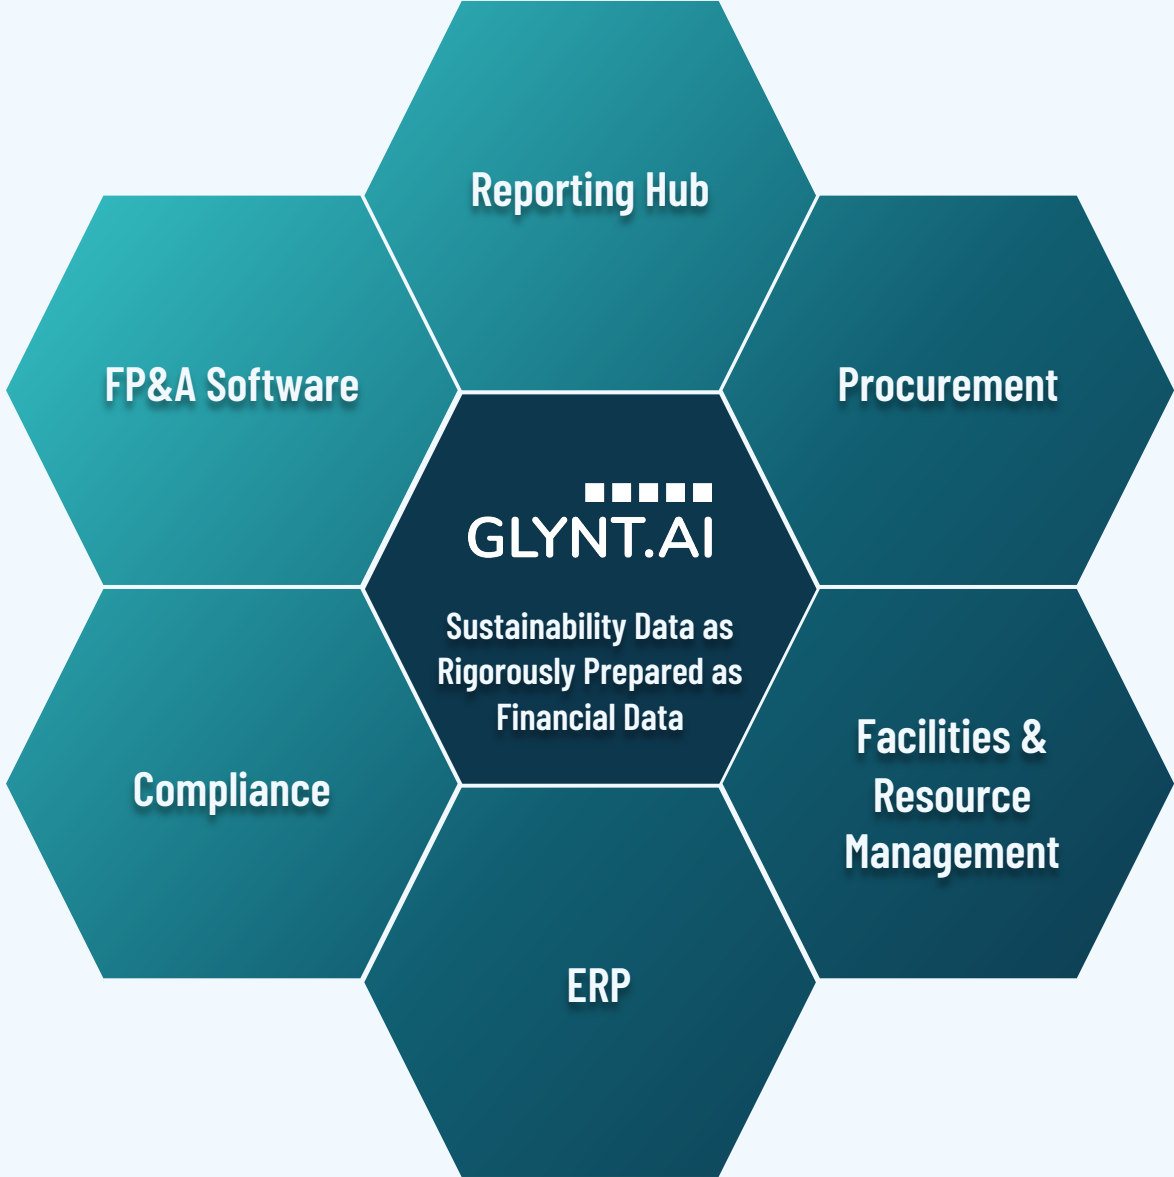 Reporting Hub
FP&A Software
Procurement
GLYNT.AI
Sustainability Data as
Rigorously Prepared as
Financial Data
Compliance
Facilities &
Resource
Management
ERP